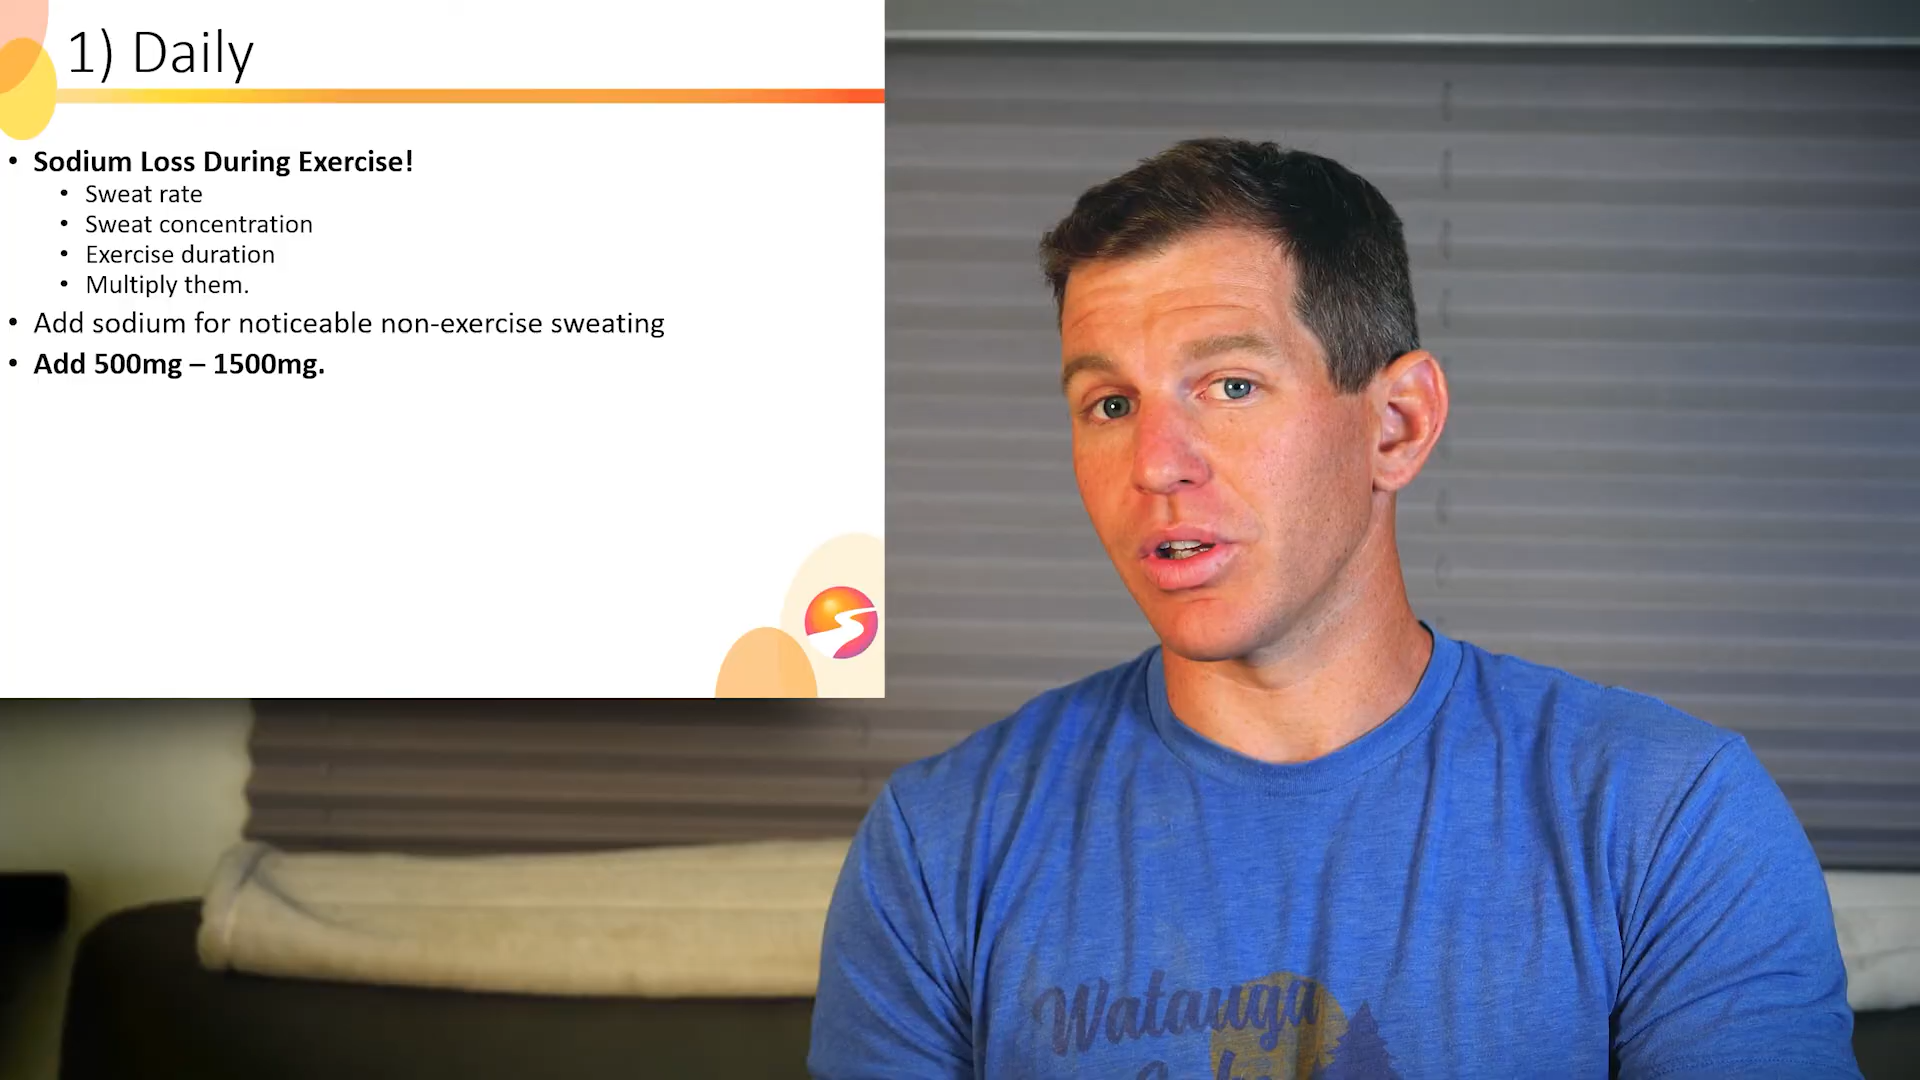 1) Daily
• Sodium Loss During Exercise!
• Sweat rate
• Sweat concentration
• Exercise duration
• Multiply them.
• Add sodium for noticeable non-exercise sweating
• Add 500mg – 1500mg.
Watauga